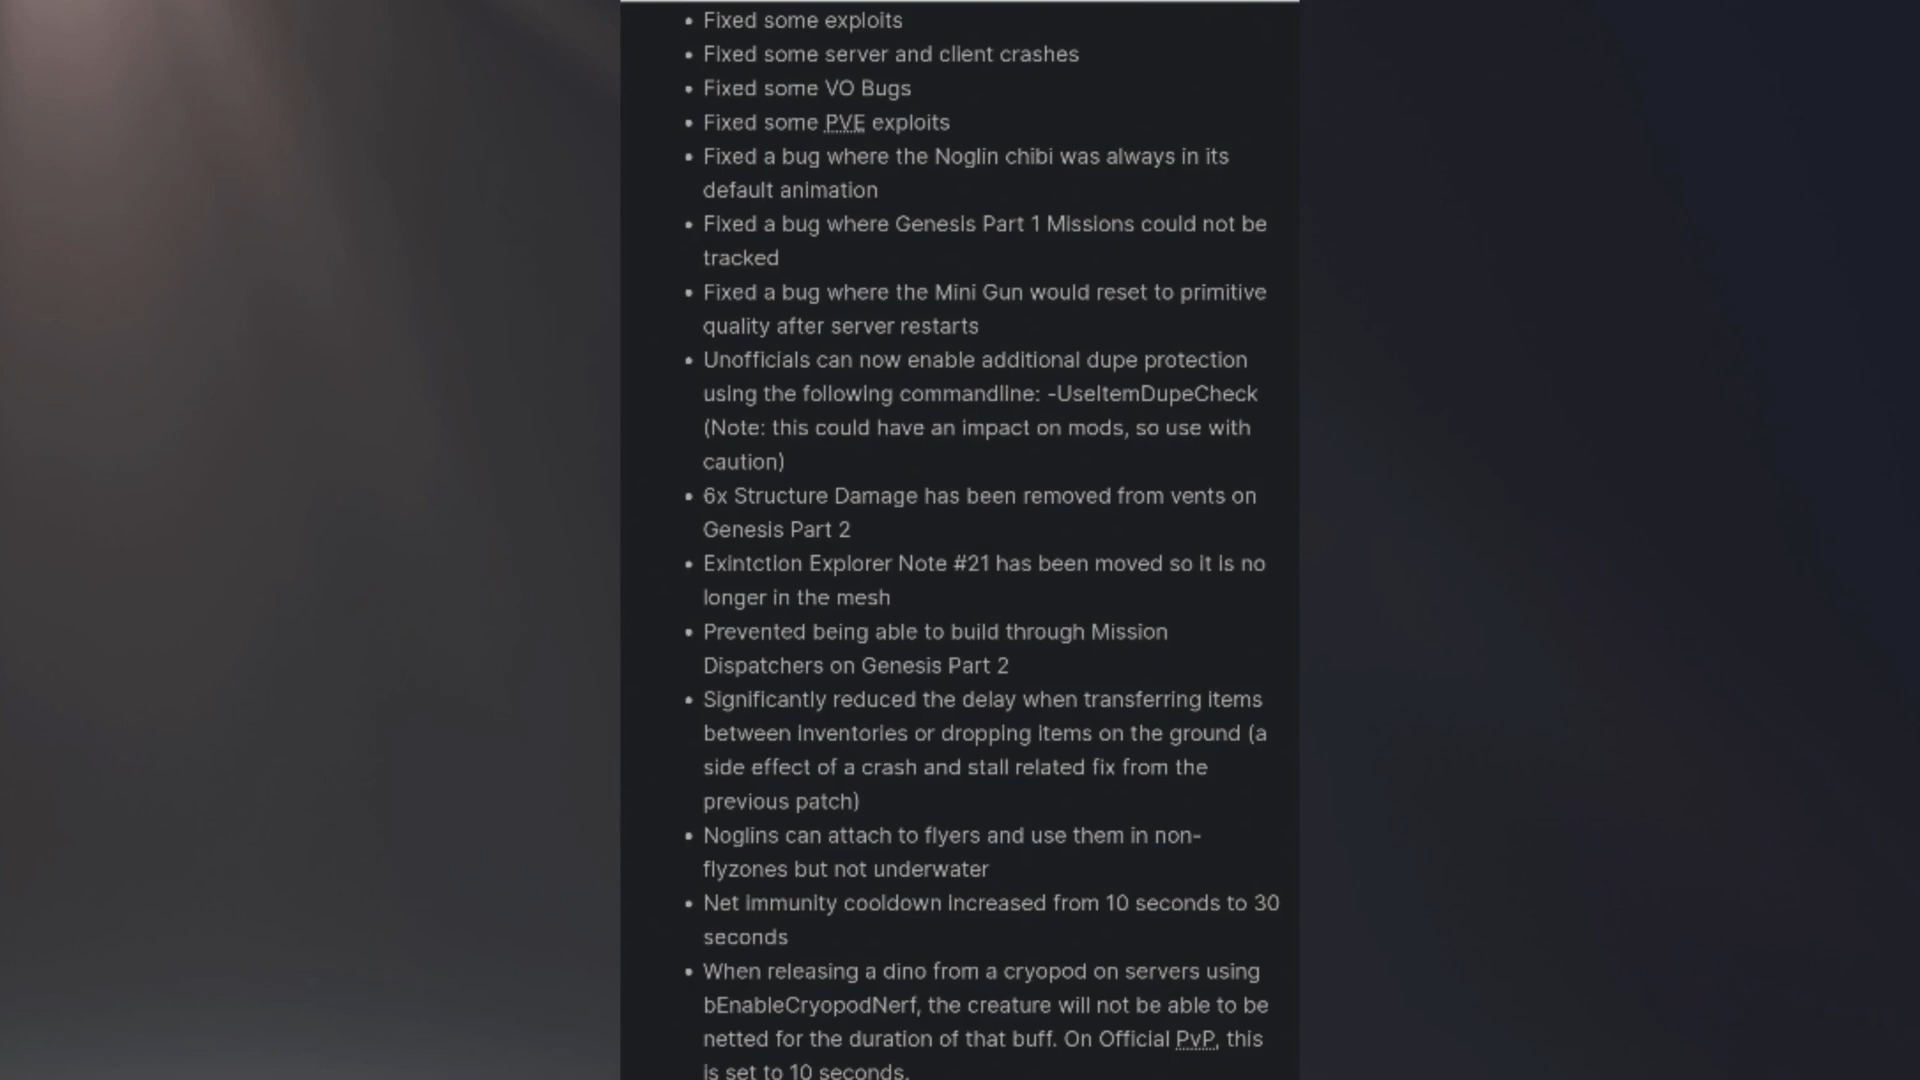 • Fixed some exploits
• Fixed some server and client crashes
• Fixed some VO Bugs
• Fixed some PVE exploits
• Fixed a bug where the Noglin chibi was always in its
default animation
• Fixed a bug where Genesis Part 1 Missions could not be
tracked
• Fixed a bug where the Mini Gun would reset to primitive
quality after server restarts
• Unofficials can now enable additional dupe protection
using the following commandline: -UseItemDupeCheck
(Note: this could have an impact on mods, so use with
caution)
• 6x Structure Damage has been removed from vents on
Genesis Part 2
• Exintction Explorer Note #21 has been moved so it is no
longer in the mesh
• Prevented being able to build through Mission
Dispatchers on Genesis Part 2
• Significantly reduced the delay when transferring items
between inventories or dropping items on the ground (a
side effect of a crash and stall related fix from the
previous patch)
• Noglins can attach to flyers and use them in non-
flyzones but not underwater
• Net immunity cooldown increased from 10 seconds to 30
seconds
• When releasing a dino from a cryopod on servers using
bEnableCryopodNerf, the creature will not be able to be
netted for the duration of that buff. On Official PvP, this
is set to 10 seconds.